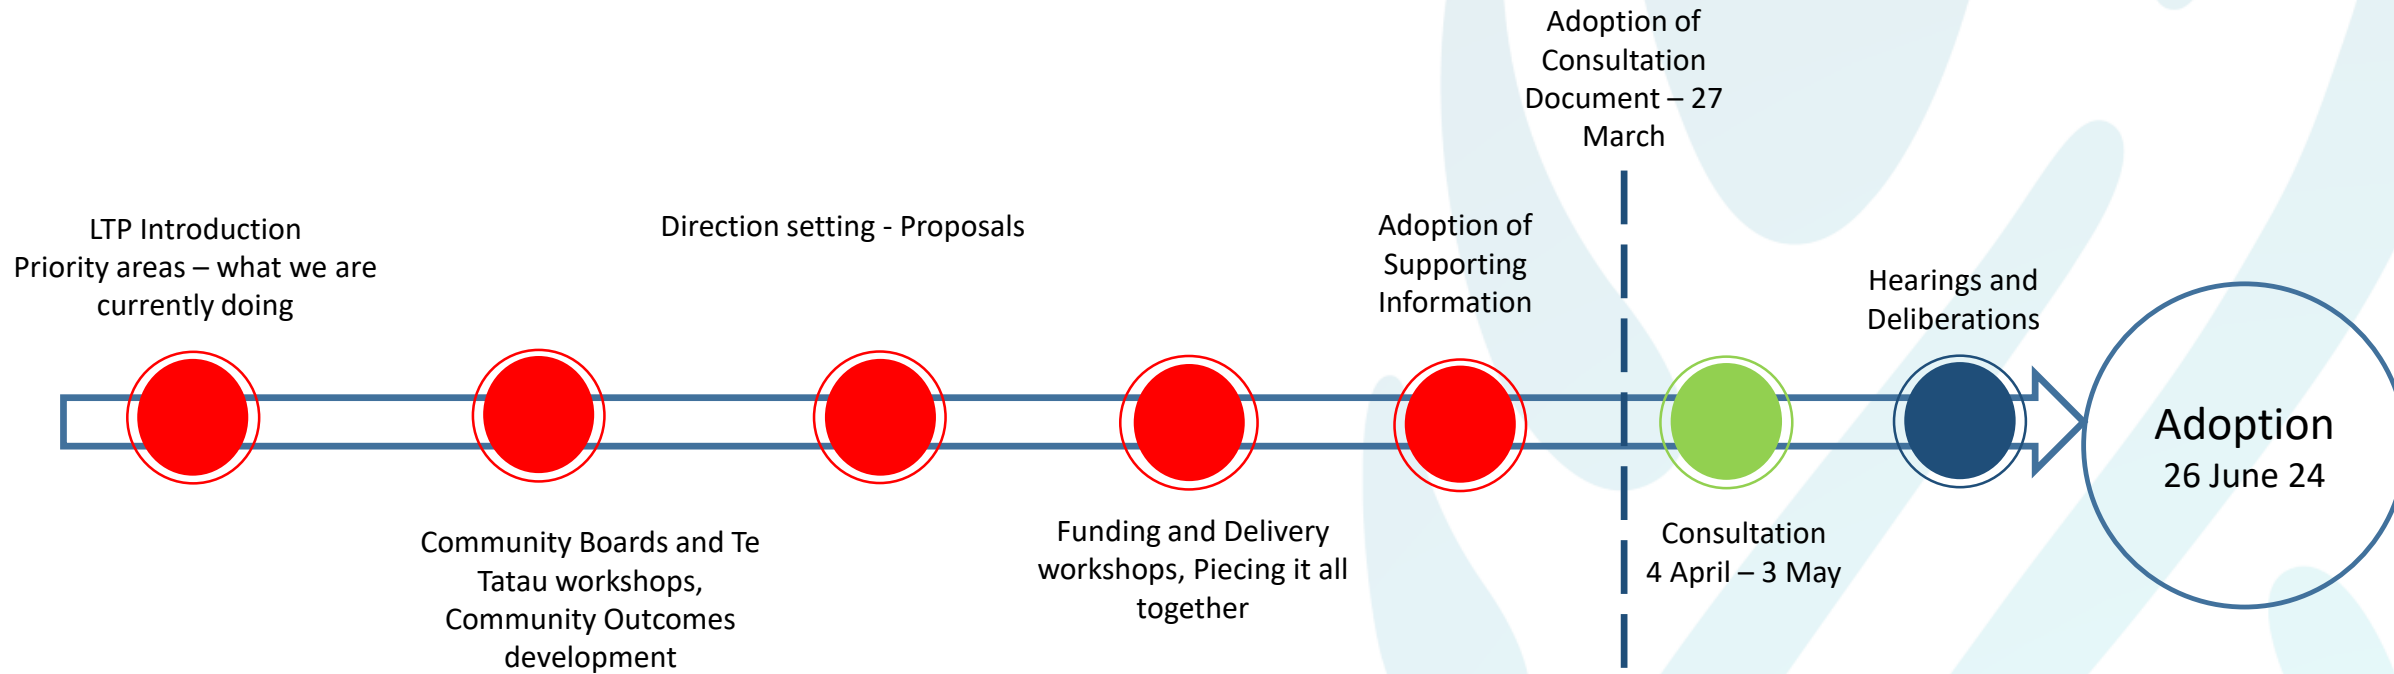 LTP Introduction
Priority areas – what we are
currently doing
Community Boards and Te
Tatau workshops,
Community Outcomes
development
Direction setting - Proposals
Funding and Delivery
workshops, Piecing it all
together
Adoption of
Supporting
Information
Adoption of
Consultation
Document – 27
March
Consultation
4 April – 3 May
Hearings and
Deliberations
Adoption
26 June 24